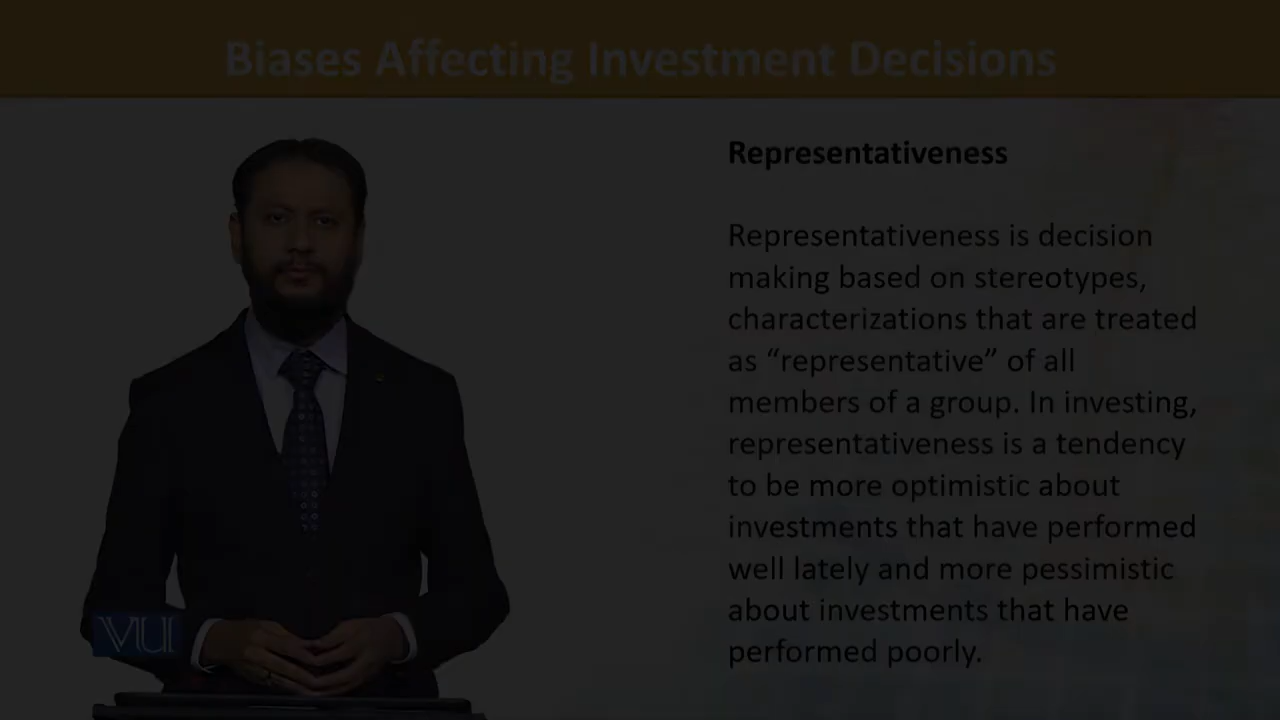 Biases Affecting Investment Decisions
Representativeness
Representativeness is decision
making based on stereotypes,
characterizations that are treated
as “representative” of all
members of a group. In investing,
representativeness is a tendency
to be more optimistic about
investments that have performed
well lately and more pessimistic
about investments that have
performed poorly.
VU